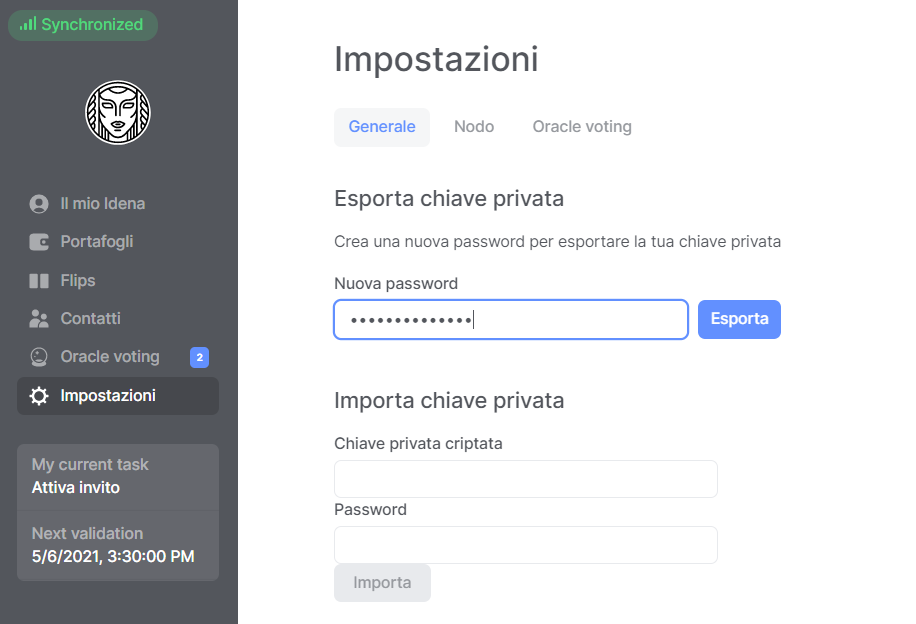 Synchronized
Il mio Idena
Portafogli
Flips
Contatti
Oracle voting 2
Impostazioni
My current task
Attiva invito
Next validation
5/6/2021, 3:30:00 PM
Impostazioni
Generale Nodo Oracle voting
Esporta chiave privata
Crea una nuova password per esportare la tua chiave privata
Nuova password
••••••••••••••
Esporta
Importa chiave privata
Chiave privata criptata
Password
Importa